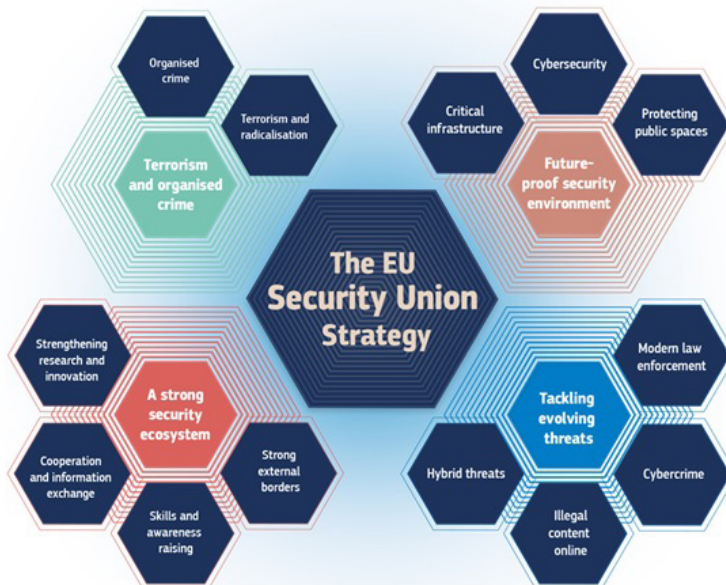 Organised
crime
Terrorism and
radicalisation
Terrorism
and organised
crime
Cybersecurity
Critical
infrastructure
Protecting
public spaces
Future-
proof security
environment
The EU
Security Union
Strategy
Strengthening
research and
innovation
A strong
security
ecosystem
Cooperation
and information
exchange
Skills and
awareness
raising
Strong
external
borders
Modern law
enforcement
Tackling
evolving
threats
Hybrid threats
Cybercrime
Illegal
content
online